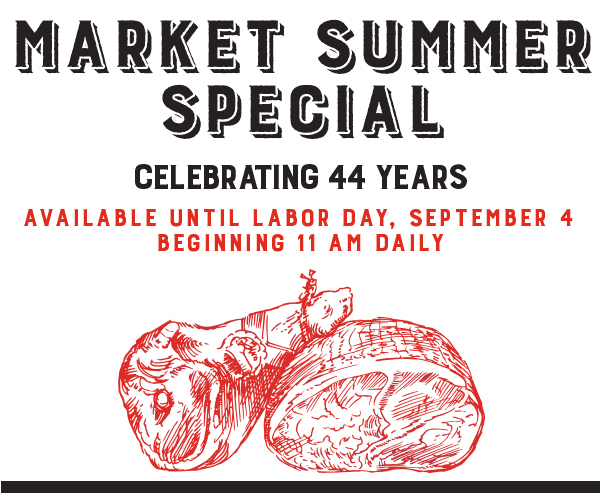 MARKET SUMMER
SPECIAL
CELEBRATING 44 YEARS
AVAILABLE UNTIL LABOR DAY, SEPTEMBER 4
BEGINNING 11 AM DAILY